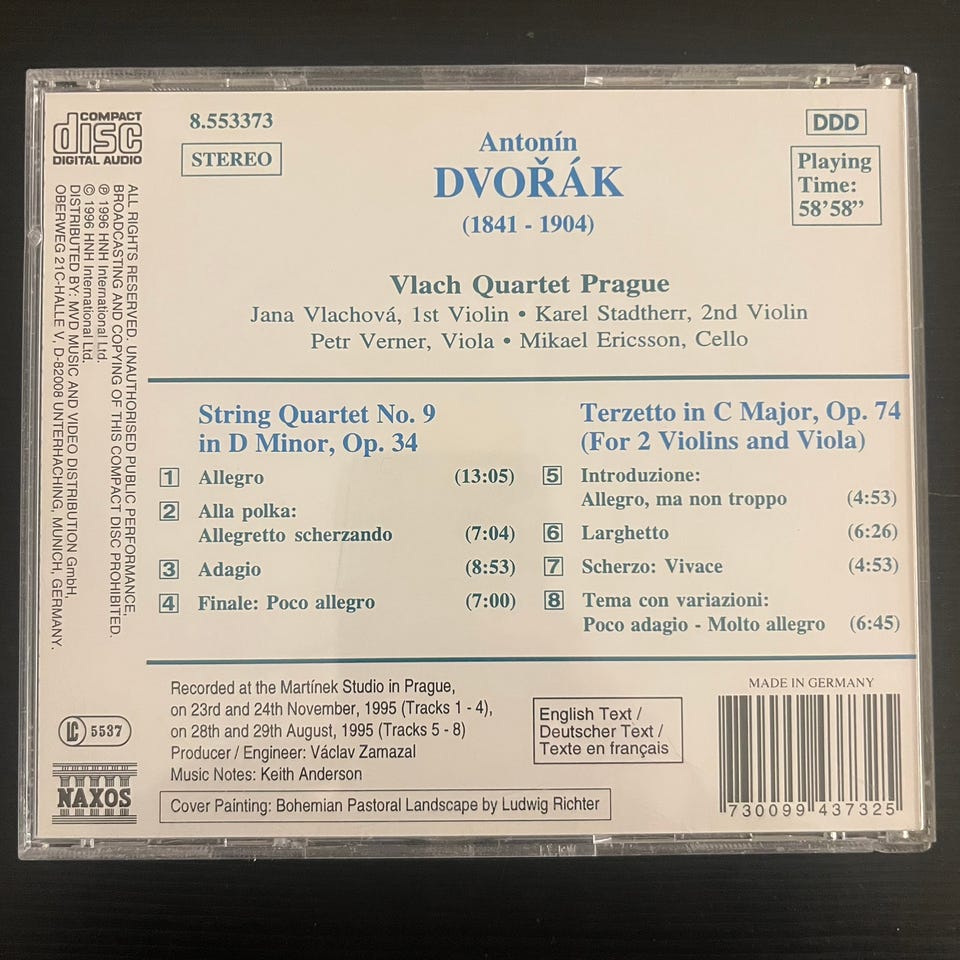 COMPACT
disc
DIGITAL AUDIO
8.553373
STEREO
Antonín
DVOŘÁK
(1841 - 1904)
DDD
Playing
Time:
58'58”
Vlach Quartet Prague
Jana Vlachová, 1st Violin • Karel Stadtherr, 2nd Violin
Petr Verner, Viola • Mikael Ericsson, Cello
String Quartet No. 9
in D Minor, Op. 34
1 Allegro (13:05)
2 Alla polka:
Allegretto scherzando (7:04)
3 Adagio (8:53)
4 Finale: Poco allegro (7:00)
Terzetto in C Major, Op. 74
(For 2 Violins and Viola)
5 Introduzione:
Allegro, ma non troppo (4:53)
6 Larghetto (6:26)
7 Scherzo: Vivace (4:53)
8 Tema con variazioni:
Poco adagio - Molto allegro (6:45)
Recorded at the Martínek Studio in Prague,
on 23rd and 24th November, 1995 (Tracks 1 - 4),
on 28th and 29th August, 1995 (Tracks 5 - 8)
Producer / Engineer: Václav Zamazal
Music Notes: Keith Anderson
Cover Painting: Bohemian Pastoral Landscape by Ludwig Richter
English Text /
Deutscher Text /
Texte en français
MADE IN GERMANY
7 30099 43732 5
ALL RIGHTS RESERVED. UNAUTHORISED PUBLIC PERFORMANCE,
BROADCASTING AND COPYING OF THIS COMPACT DISC PROHIBITED.
℗ 1996 HNH International Ltd.
© 1996 HNH International Ltd.
DISTRIBUTED BY: MVD MUSIC AND VIDEO DISTRIBUTION GmbH,
OBERWEG 21C-HALLE V, D-82008 UNTERHACHING, MUNICH, GERMANY.
LC 5537
NAXOS